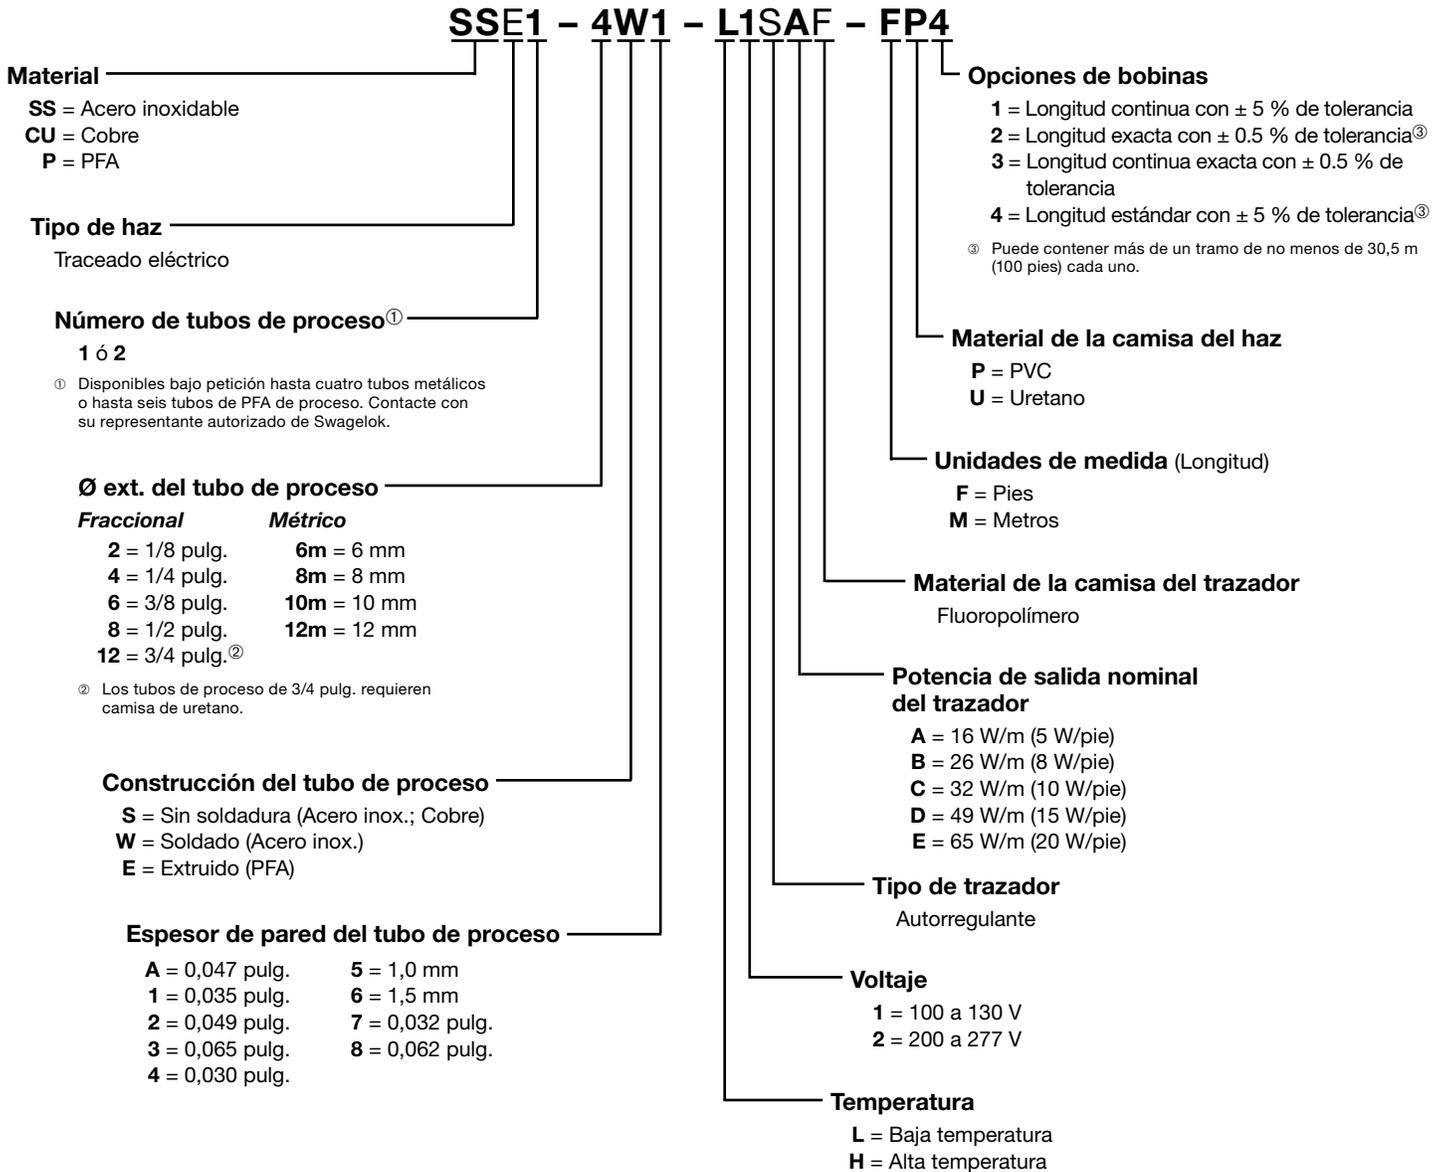 SSE1 – 4W1 – L1SAF – FP4
Material
SS = Acero inoxidable
CU = Cobre
P = PFA
Tipo de haz
Traceado eléctrico
Número de tubos de proceso①
1 ó 2
① Disponibles bajo petición hasta cuatro tubos metálicos
o hasta seis tubos de PFA de proceso. Contacte con
su representante autorizado de Swagelok.
Ø ext. del tubo de proceso
Fraccional Métrico
2 = 1/8 pulg. 6m = 6 mm
4 = 1/4 pulg. 8m = 8 mm
6 = 3/8 pulg. 10m = 10 mm
8 = 1/2 pulg. 12m = 12 mm
12 = 3/4 pulg.②
② Los tubos de proceso de 3/4 pulg. requieren
camisa de uretano.
Construcción del tubo de proceso
S = Sin soldadura (Acero inox.; Cobre)
W = Soldado (Acero inox.)
E = Extruido (PFA)
Espesor de pared del tubo de proceso
A = 0,047 pulg. 5 = 1,0 mm
1 = 0,035 pulg. 6 = 1,5 mm
2 = 0,049 pulg. 7 = 0,032 pulg.
3 = 0,065 pulg. 8 = 0,062 pulg.
4 = 0,030 pulg.
Opciones de bobinas
1 = Longitud continua con ± 5 % de tolerancia
2 = Longitud exacta con ± 0.5 % de tolerancia③
3 = Longitud continua exacta con ± 0.5 % de
tolerancia
4 = Longitud estándar con ± 5 % de tolerancia③
③ Puede contener más de un tramo de no menos de 30,5 m
(100 pies) cada uno.
Material de la camisa del haz
P = PVC
U = Uretano
Unidades de medida (Longitud)
F = Pies
M = Metros
Material de la camisa del trazador
Fluoropolímero
Potencia de salida nominal
del trazador
A = 16 W/m (5 W/pie)
B = 26 W/m (8 W/pie)
C = 32 W/m (10 W/pie)
D = 49 W/m (15 W/pie)
E = 65 W/m (20 W/pie)
Tipo de trazador
Autorregulante
Voltaje
1 = 100 a 130 V
2 = 200 a 277 V
Temperatura
L = Baja temperatura
H = Alta temperatura